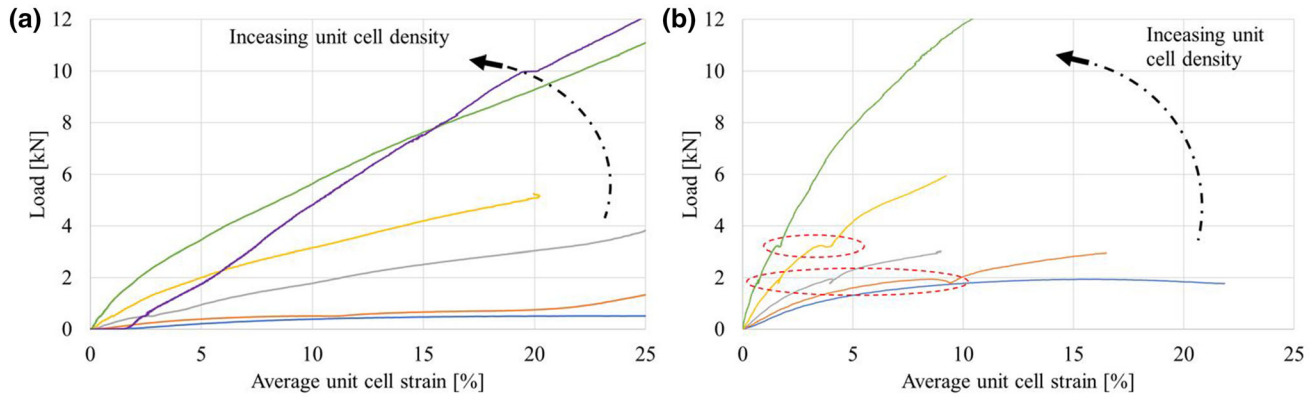 (a)
12
10
8
6
4
2
0
Load [kN]
Inceasing unit cell density
0 5 10 15 20 25
Average unit cell strain [%]
(b)
12
10
8
6
4
2
0
Load [kN]
Inceasing unit
cell density
0 5 10 15 20 25
Average unit cell strain [%]